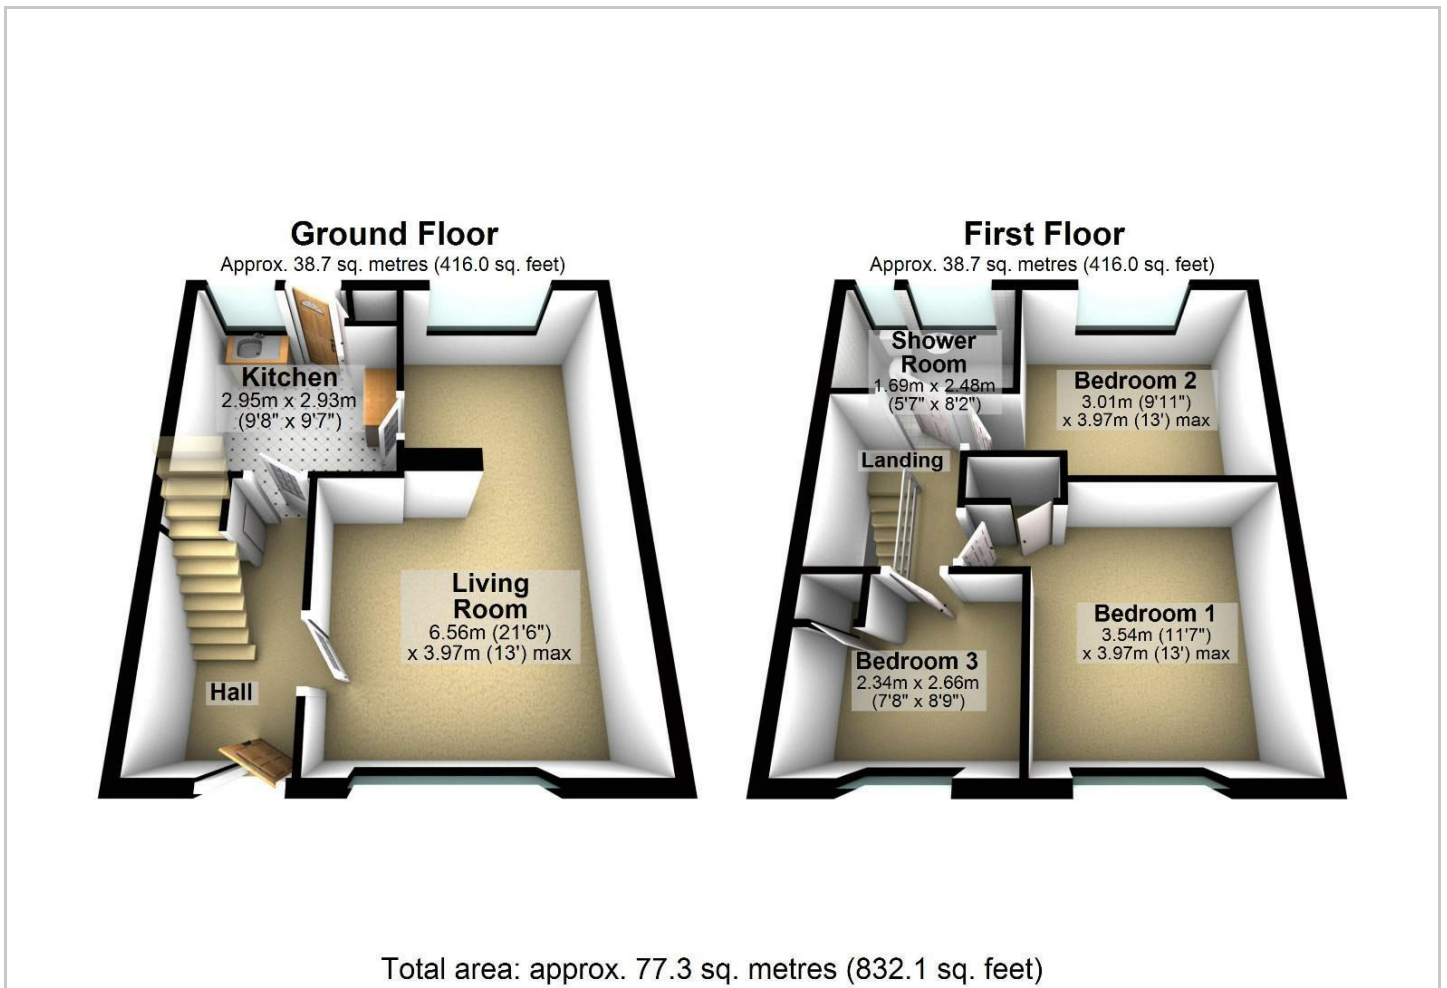 Ground Floor
Approx. 38.7 sq. metres (416.0 sq. feet)
Kitchen
2.95m x 2.93m
(9'8" x 9'7")
Living
Room
6.56m (21'6")
x 3.97m (13') max
Hall
First Floor
Approx. 38.7 sq. metres (416.0 sq. feet)
Shower
Room
1.69m x 2.48m
(5'7" x 8'2")
Bedroom 2
3.01m (9'11")
x 3.97m (13') max
Landing
Bedroom 1
3.54m (11'7")
x 3.97m (13') max
Bedroom 3
2.34m x 2.66m
(7'8" x 8'9")
Total area: approx. 77.3 sq. metres (832.1 sq. feet)